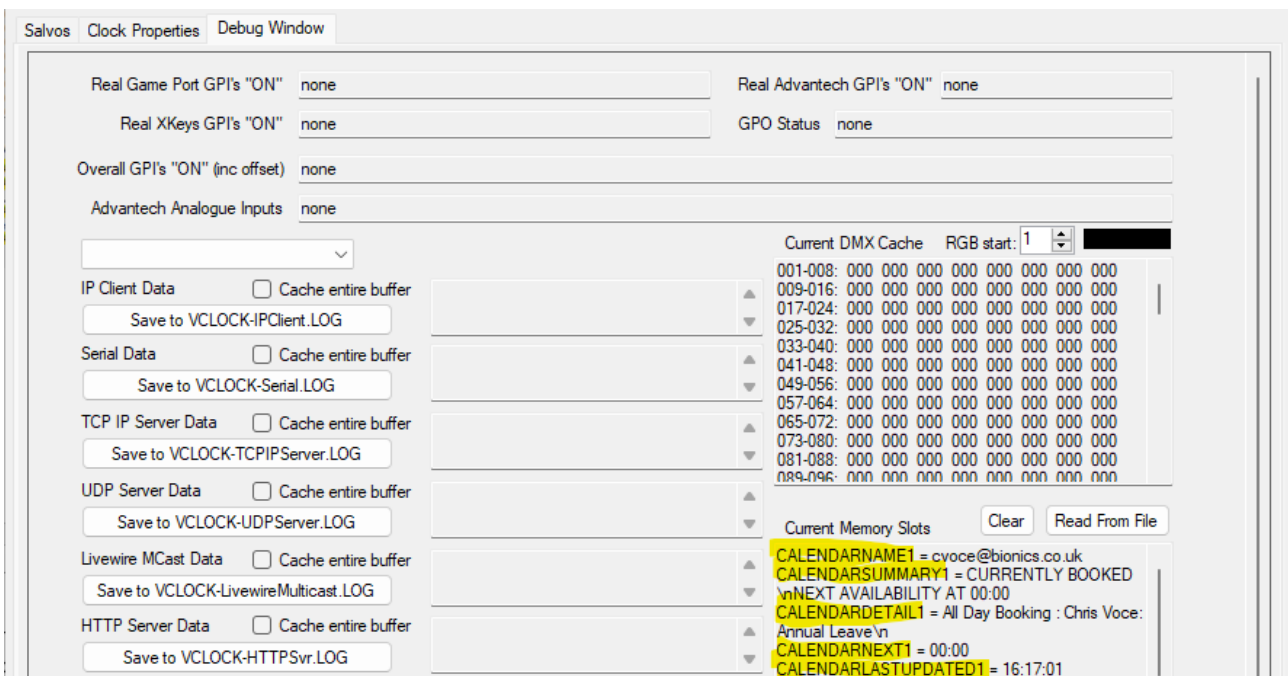 Salvos Clock Properties Debug Window
Real Game Port GPI's "ON" none
Real Advantech GPI's "ON" none
Real XKeys GPI's "ON" none
GPO Status none
Overall GPI's "ON" (inc offset) none
Advantech Analogue Inputs none
Current DMX Cache RGB start: 1
001-008: 000 000 000 000 000 000 000 000
009-016: 000 000 000 000 000 000 000 000
017-024: 000 000 000 000 000 000 000 000
025-032: 000 000 000 000 000 000 000 000
033-040: 000 000 000 000 000 000 000 000
041-048: 000 000 000 000 000 000 000 000
049-056: 000 000 000 000 000 000 000 000
057-064: 000 000 000 000 000 000 000 000
065-072: 000 000 000 000 000 000 000 000
073-080: 000 000 000 000 000 000 000 000
081-088: 000 000 000 000 000 000 000 000
089-096: 000 000 000 000 000 000 000 000
IP Client Data Cache entire buffer
Save to VCLOCK-IPClient.LOG
Serial Data Cache entire buffer
Save to VCLOCK-Serial.LOG
TCP IP Server Data Cache entire buffer
Save to VCLOCK-TCPIPServer.LOG
UDP Server Data Cache entire buffer
Save to VCLOCK-UDPServer.LOG
Livewire MCast Data Cache entire buffer
Save to VCLOCK-LivewireMulticast.LOG
HTTP Server Data Cache entire buffer
Save to VCLOCK-HTTPSvr.LOG
Current Memory Slots Clear Read From File
CALENDARNAME1 = cvoce@bionics.co.uk
CALENDARSUMMARY1 = CURRENTLY BOOKED
\nNEXT AVAILABILITY AT 00:00
CALENDARDETAIL1 = All Day Booking : Chris Voce:
Annual Leave\n
CALENDARNEXT1 = 00:00
CALENDARLASTUPDATED1 = 16:17:01